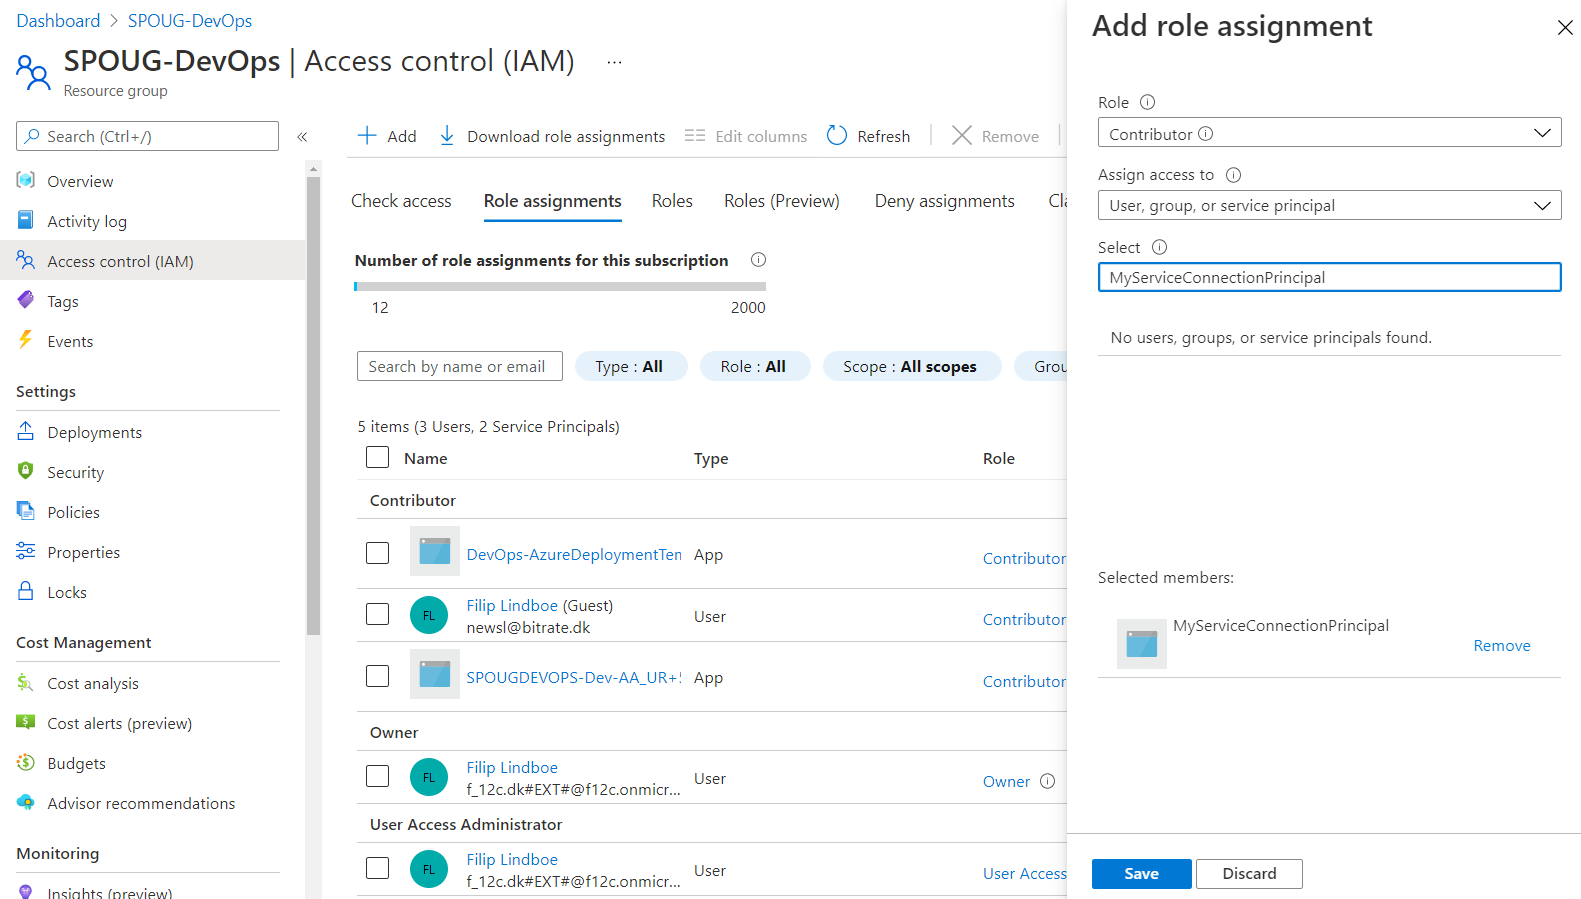 Dashboard > SPOUG-DevOps
SPOUG-DevOps | Access control (IAM) ...
Resource group
Search (Ctrl+/)
Overview
Activity log
Access control (IAM)
Tags
Events
Settings
Deployments
Security
Policies
Properties
Locks
Cost Management
Cost analysis
Cost alerts (preview)
Budgets
Advisor recommendations
Monitoring
Insights (preview)
Add Download role assignments Edit columns Refresh Remove
Check access Role assignments Roles Roles (Preview) Deny assignments Cla
Number of role assignments for this subscription
12 2000
Search by name or email Type : All Role : All Scope : All scopes Grou
5 items (3 Users, 2 Service Principals)
Name Type Role
Contributor
DevOps-AzureDeploymentTem App Contributor
FL Filip Lindboe (Guest)
newsl@bitrate.dk User Contributor
SPOUGDEVOPS-Dev-AA_UR+5 App Contributor
Owner
FL Filip Lindboe
f_12c.dk#EXT#@f12c.onmicr... User Owner
User Access Administrator
FL Filip Lindboe
f_12c.dk#EXT#@f12c.onmicr... User User Access
Add role assignment
Role
Contributor
Assign access to
User, group, or service principal
Select
MyServiceConnectionPrincipal
No users, groups, or service principals found.
Selected members:
MyServiceConnectionPrincipal
Remove
Save Discard